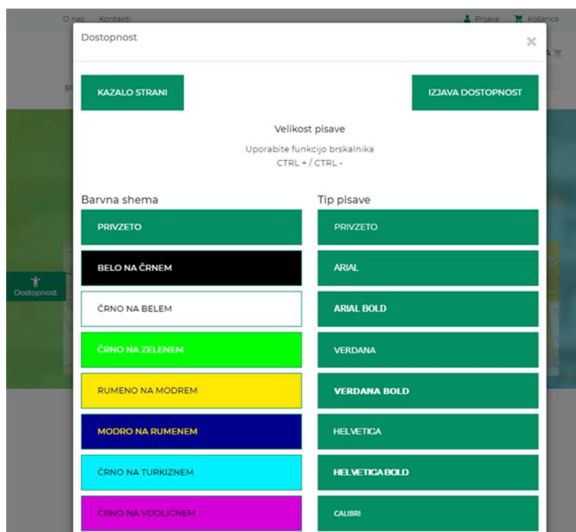 O nas Kontakti
Prijava Košarica
Dostopnost
KAZALO STRANI
IZJAVA DOSTOPNOST
Velikost pisave
Uporabite funkcijo brskalnika
CTRL + / CTRL -
Barvna shema
PRIVZETO
BELO NA ČRNEM
ČRNO NA BELEM
ČRNO NA ZELENEM
RUMENO NA MODREM
MODRO NA RUMENEM
ČRNO NA TURKIZNEM
ČRNO NA VIJOLIČNEM
Tip pisave
PRIVZETO
ARIAL
ARIAL BOLD
VERDANA
VERDANA BOLD
HELVETICA
HELVETICA BOLD
CALIBRI
Dostopnost